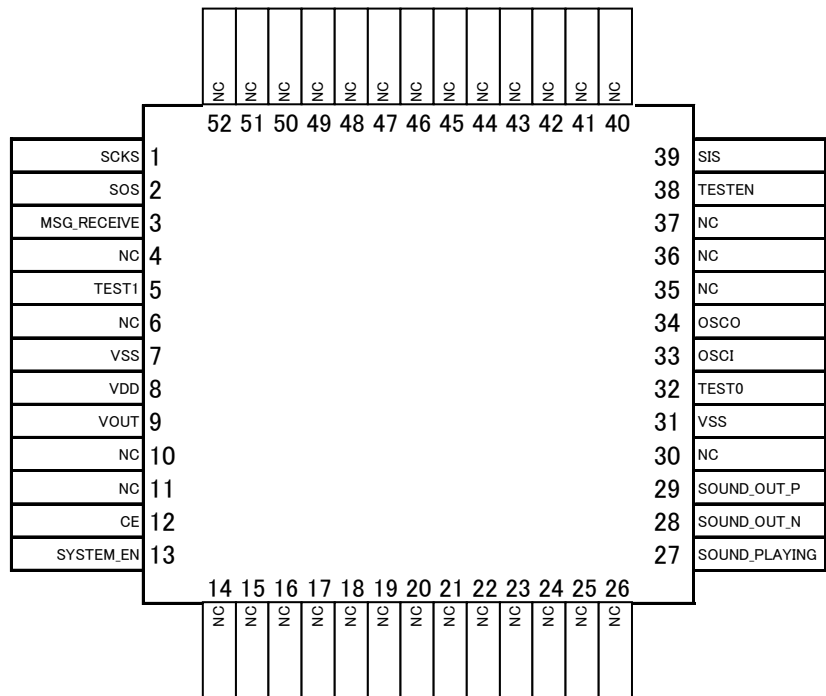 NC NC NC NC NC NC NC NC NC NC NC NC NC
52 51 50 49 48 47 46 45 44 43 42 41 40
SCKS 1 39 SIS
SOS 2 38 TESTEN
MSG_RECEIVE 3 37 NC
NC 4 36 NC
TEST1 5 35 NC
NC 6 34 OSCO
VSS 7 33 OSCI
VDD 8 32 TEST0
VOUT 9 31 VSS
NC 10 30 NC
NC 11 29 SOUND_OUT_P
CE 12 28 SOUND_OUT_N
SYSTEM_EN 13 27 SOUND_PLAYING
14 15 16 17 18 19 20 21 22 23 24 25 26
NC NC NC NC NC NC NC NC NC NC NC NC NC